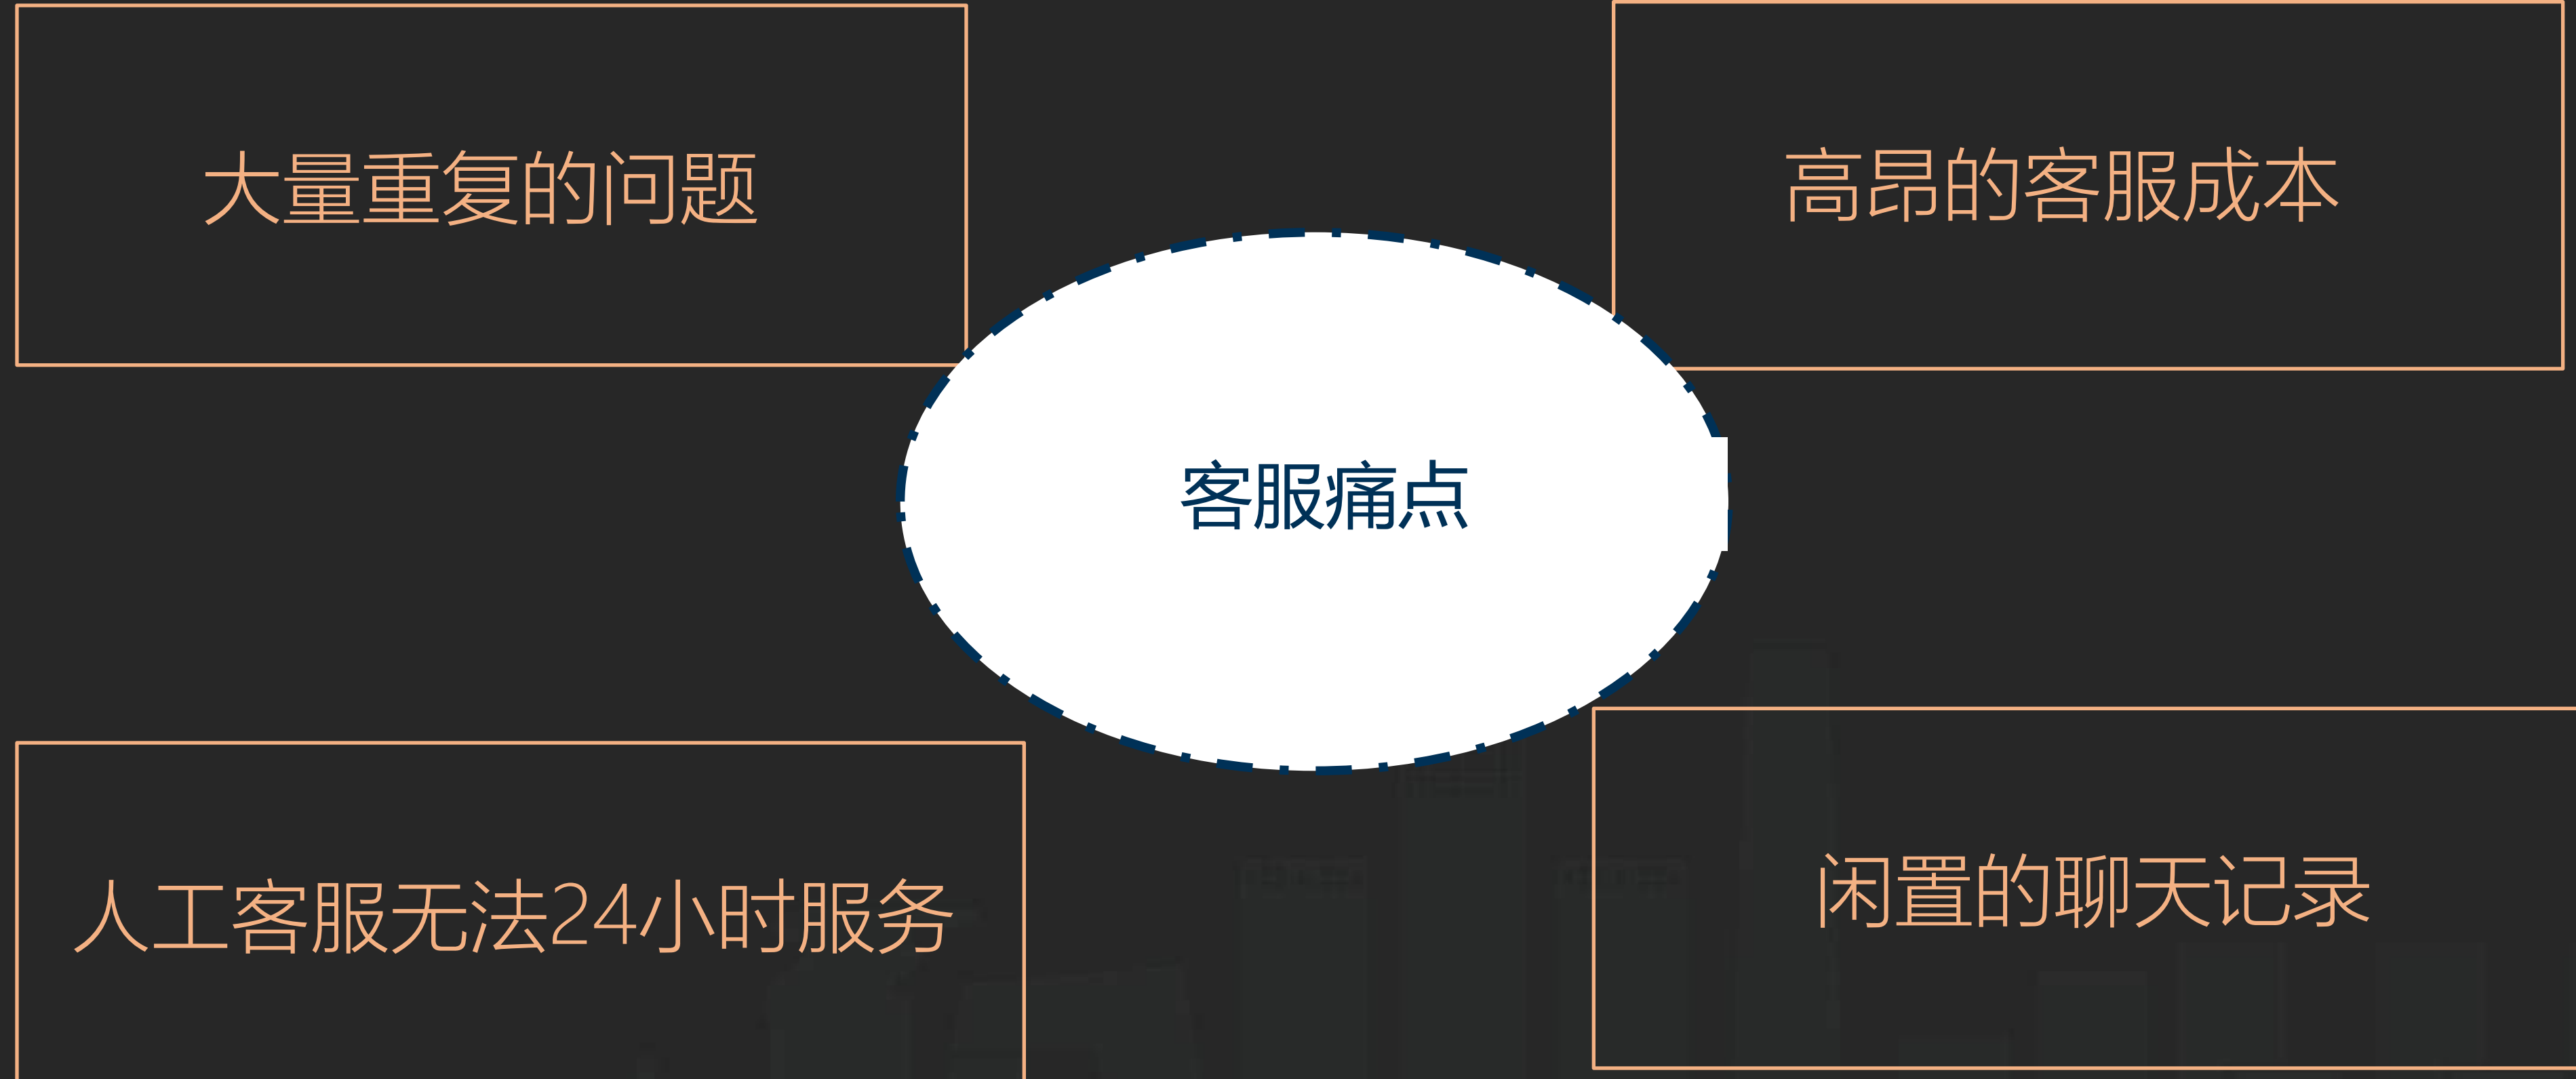 大量重复的问题
高昂的客服成本
客服痛点
人工客服无法24小时服务
闲置的聊天记录